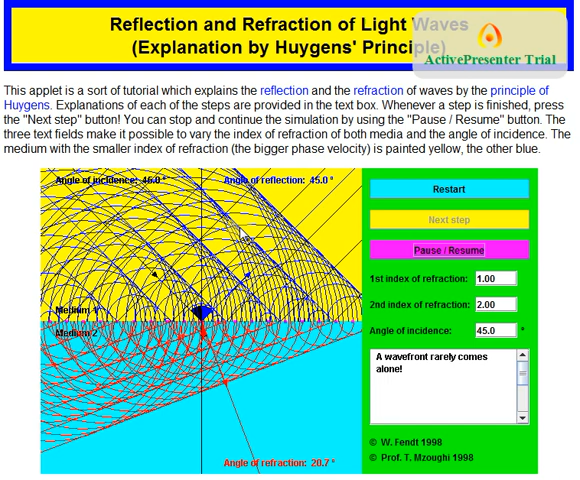 Reflection and Refraction of Light Waves
(Explanation by Huygens' Principle)
ActivePresenter Trial
This applet is a sort of tutorial which explains the reflection and the refraction of waves by the principle of
Huygens. Explanations of each of the steps are provided in the text box. Whenever a step is finished, press
the "Next step" button! You can stop and continue the simulation by using the "Pause / Resume" button. The
three text fields make it possible to vary the index of refraction of both media and the angle of incidence. The
medium with the smaller index of refraction (the bigger phase velocity) is painted yellow, the other blue.
Angle of incidence: 45.0 °
Angle of reflection: 45.0 °
Medium 1
Medium 2
Angle of refraction: 20.7 °
Restart
Next step
Pause / Resume
1st index of refraction: 1.00
2nd index of refraction: 2.00
Angle of incidence: 45.0 °
A wavefront rarely comes
alone!
© W. Fendt 1998
© Prof. T. Mzoughi 1998